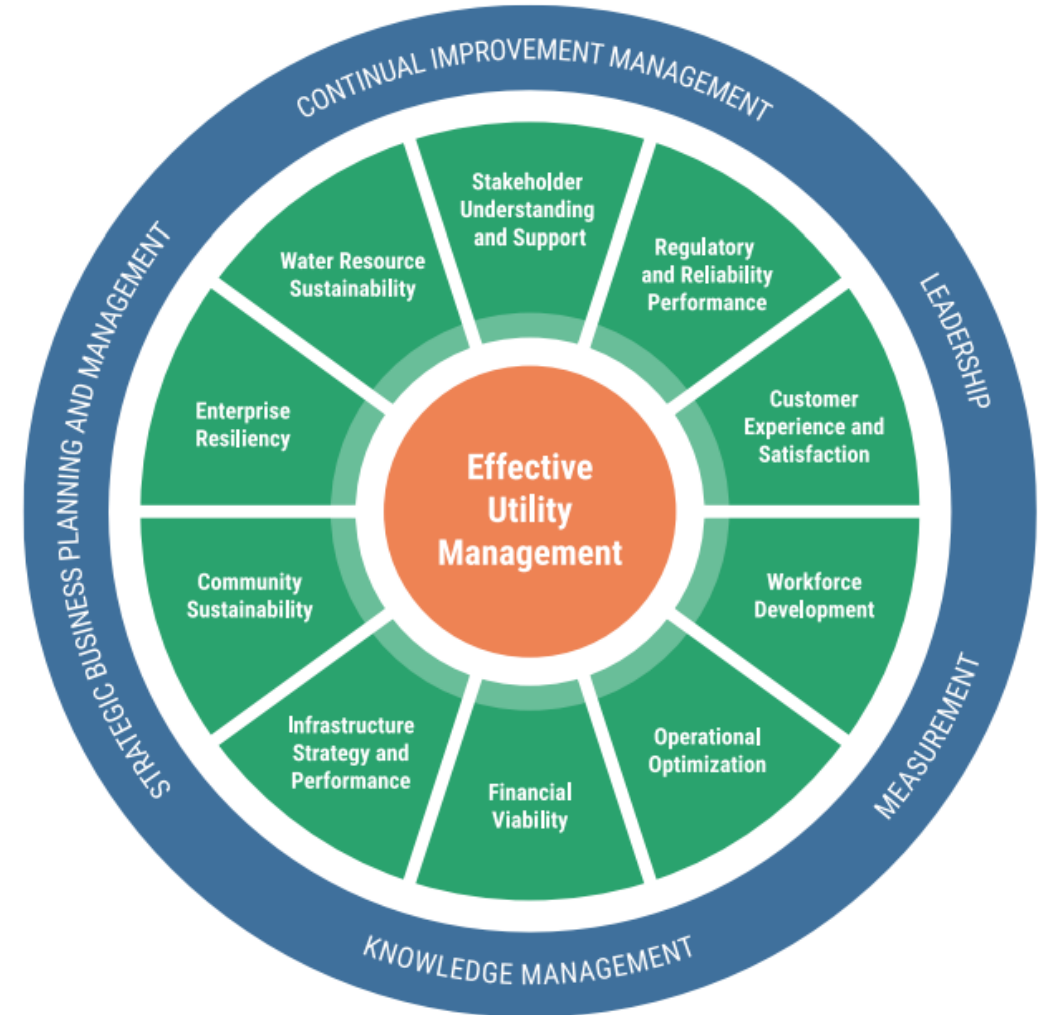 CONTINUAL IMPROVEMENT MANAGEMENT
LEADERSHIP
MEASUREMENT
KNOWLEDGE MANAGEMENT
STRATEGIC BUSINESS PLANNING AND MANAGEMENT
Stakeholder
Understanding
and Support
Regulatory
and Reliability
Performance
Customer
Experience and
Satisfaction
Workforce
Development
Operational
Optimization
Financial
Viability
Infrastructure
Strategy and
Performance
Community
Sustainability
Enterprise
Resiliency
Water Resource
Sustainability
Effective
Utility
Management